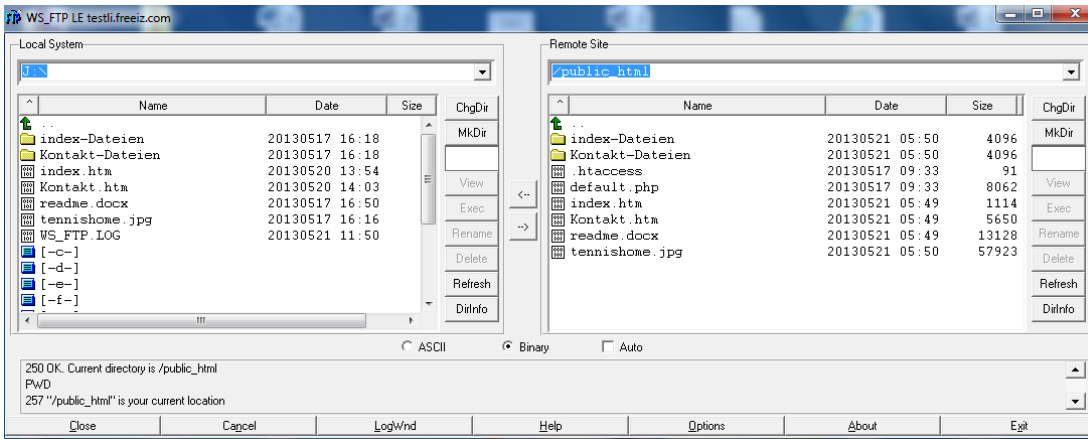 WS_FTP LE testli.freeiz.com
Local System
J:\
^ Name Date Size
..
index-Dateien 20130517 16:18
Kontakt-Dateien 20130517 16:18
index.htm 20130520 13:54
Kontakt.htm 20130520 14:03
readme.docx 20130517 16:50
tennishome.jpg 20130517 16:16
WS_FTP.LOG 20130521 11:50
[-c-]
[-d-]
[-e-]
[-f-]
ChgDir
MkDir
View
Exec
Rename
Delete
Refresh
DirInfo
<--
-->
Remote Site
/public_html
^ Name Date Size
..
index-Dateien 20130521 05:50 4096
Kontakt-Dateien 20130521 05:50 4096
.htaccess 20130517 09:33 91
default.php 20130517 09:33 8062
index.htm 20130521 05:49 1114
Kontakt.htm 20130521 05:49 5650
readme.docx 20130521 05:49 13128
tennishome.jpg 20130521 05:50 57923
ChgDir
MkDir
View
Exec
Rename
Delete
Refresh
DirInfo
ASCII Binary Auto
250 OK. Current directory is /public_html
PWD
257 "/public_html" is your current location
Close Cancel LogWnd Help Options About Exit